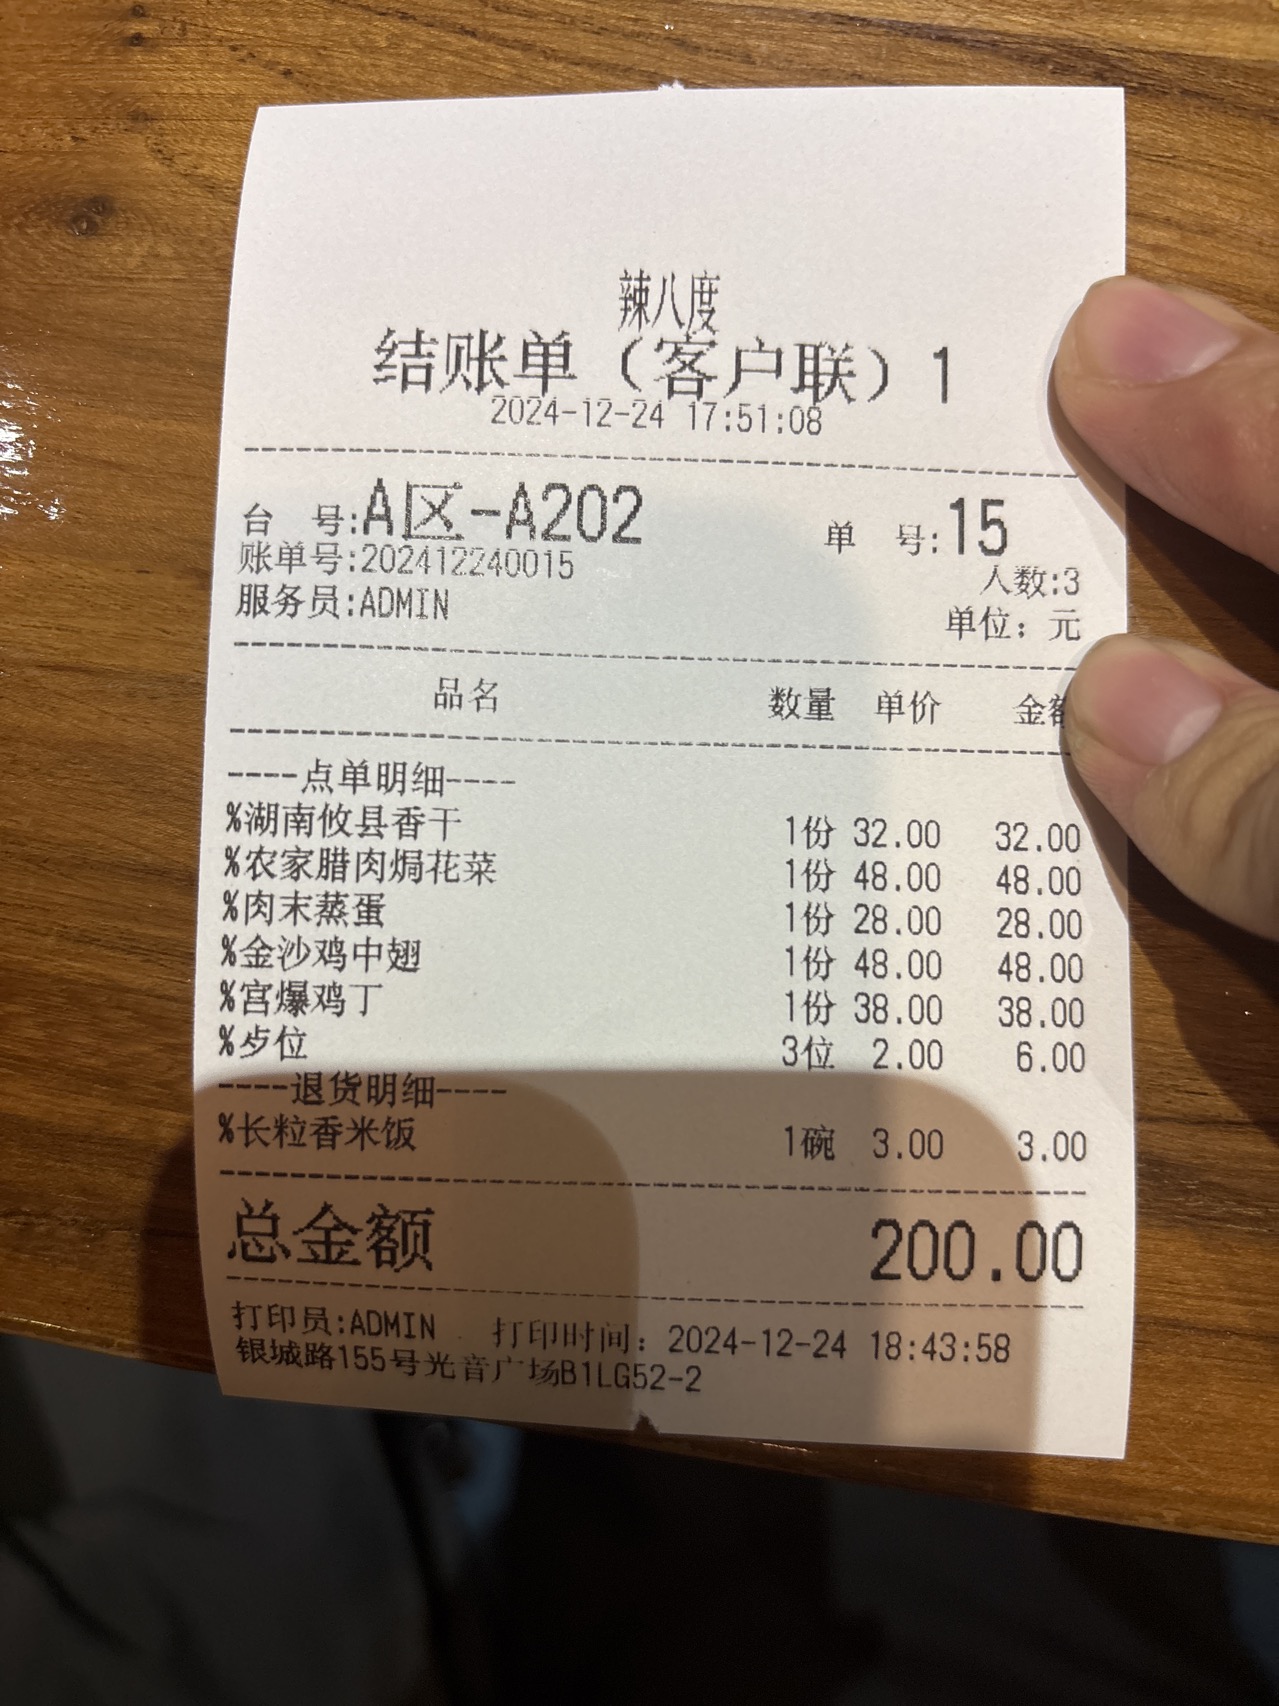 辣八度
结账单（客户联）1
2024-12-24 17:51:08
台 号:A区-A202 单 号:15
账单号:202412240015 人数:3
服务员:ADMIN 单位：元
品名 数量 单价 金额
----点单明细----
%湖南攸县香干 1份 32.00 32.00
%农家腊肉焗花菜 1份 48.00 48.00
%肉末蒸蛋 1份 28.00 28.00
%金沙鸡中翅 1份 48.00 48.00
%宫爆鸡丁 1份 38.00 38.00
%歺位 3位 2.00 6.00
----退货明细----
%长粒香米饭 1碗 3.00 3.00
总金额 200.00
打印员:ADMIN 打印时间：2024-12-24 18:43:58
银城路155号光音广场B1LG52-2